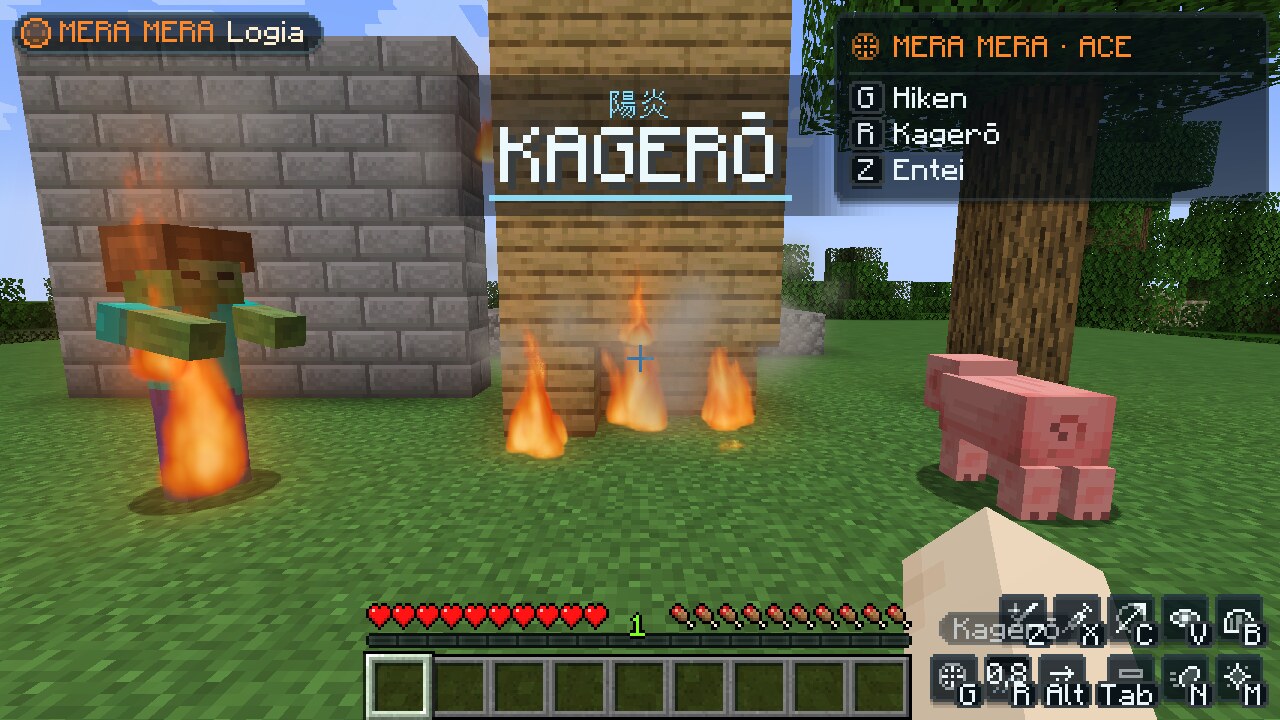 MERA MERA Logia
MERA MERA · ACE
G Hiken
R Kagerō
Z Entei
陽炎
KAGERŌ
1
Kagerō
Z X C V B
G 0.8 R Alt Tab N M